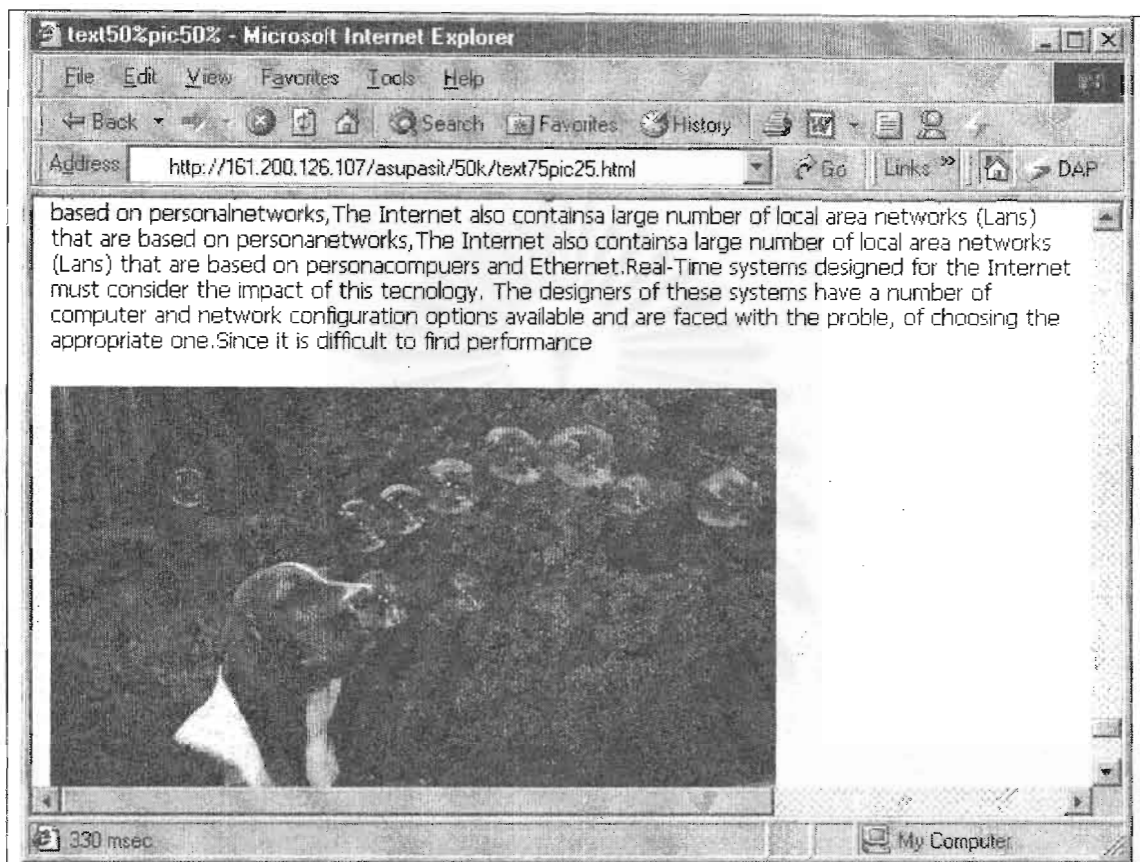 text50%pic50% - Microsoft Internet Explorer
File Edit View Favorites Tools Help
Back Search Favorites History
Address http://161.200.126.107/asupasit/50k/text75pic25.html Go Links » DAP
based on personalnetworks,The Internet also containsa large number of local area networks (Lans)
that are based on personanetworks,The Internet also containsa large number of local area networks
(Lans) that are based on personacompuers and Ethernet.Real-Time systems designed for the Internet
must consider the impact of this tecnology. The designers of these systems have a number of
computer and network configuration options available and are faced with the proble, of choosing the
appropriate one.Since it is difficult to find performance
330 msec My Computer